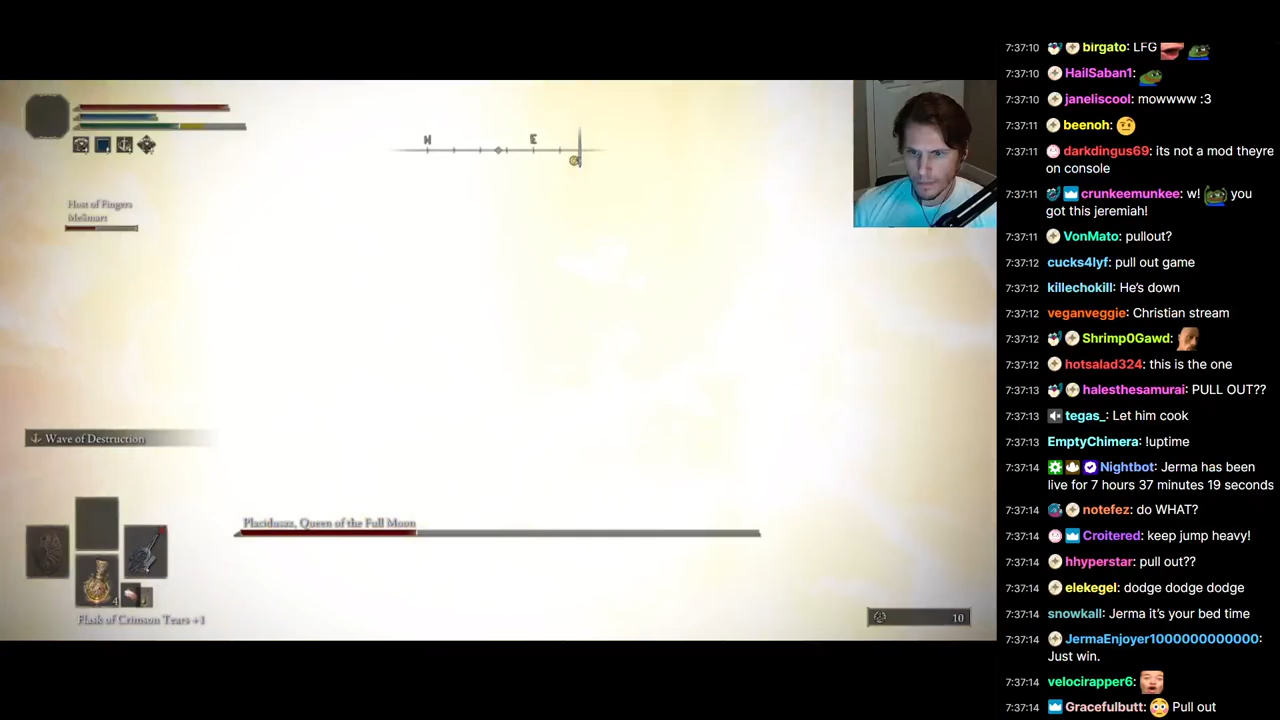 N
E
Host of Fingers
Melimart
Wave of Destruction
Placidusax, Queen of the Full Moon
4
Flask of Crimson Tears +1
10
7:37:10 birgato: LFG
7:37:10 HailSaban1:
7:37:10 janeliscool: mowwww :3
7:37:11 beenoh:
7:37:11 darkdingus69: its not a mod theyre
on console
7:37:11 crunkeemunkee: w! you
got this jeremiah!
7:37:11 VonMato: pullout?
7:37:12 cucks4lyf: pull out game
7:37:12 killechokill: He's down
7:37:12 veganveggie: Christian stream
7:37:12 Shrimp0Gawd:
7:37:12 hotsalad324: this is the one
7:37:13 halesthesamurai: PULL OUT??
7:37:13 tegas_: Let him cook
7:37:13 EmptyChimera: !uptime
7:37:14 Nightbot: Jerma has been
live for 7 hours 37 minutes 19 seconds
7:37:14 notefez: do WHAT?
7:37:14 Croitered: keep jump heavy!
7:37:14 hhyperstar: pull out??
7:37:14 elekegel: dodge dodge dodge
7:37:14 snowkall: Jerma it's your bed time
7:37:14 JermaEnjoyer1000000000000:
Just win.
7:37:14 velocirapper6:
7:37:14 Gracefulbutt: Pull out